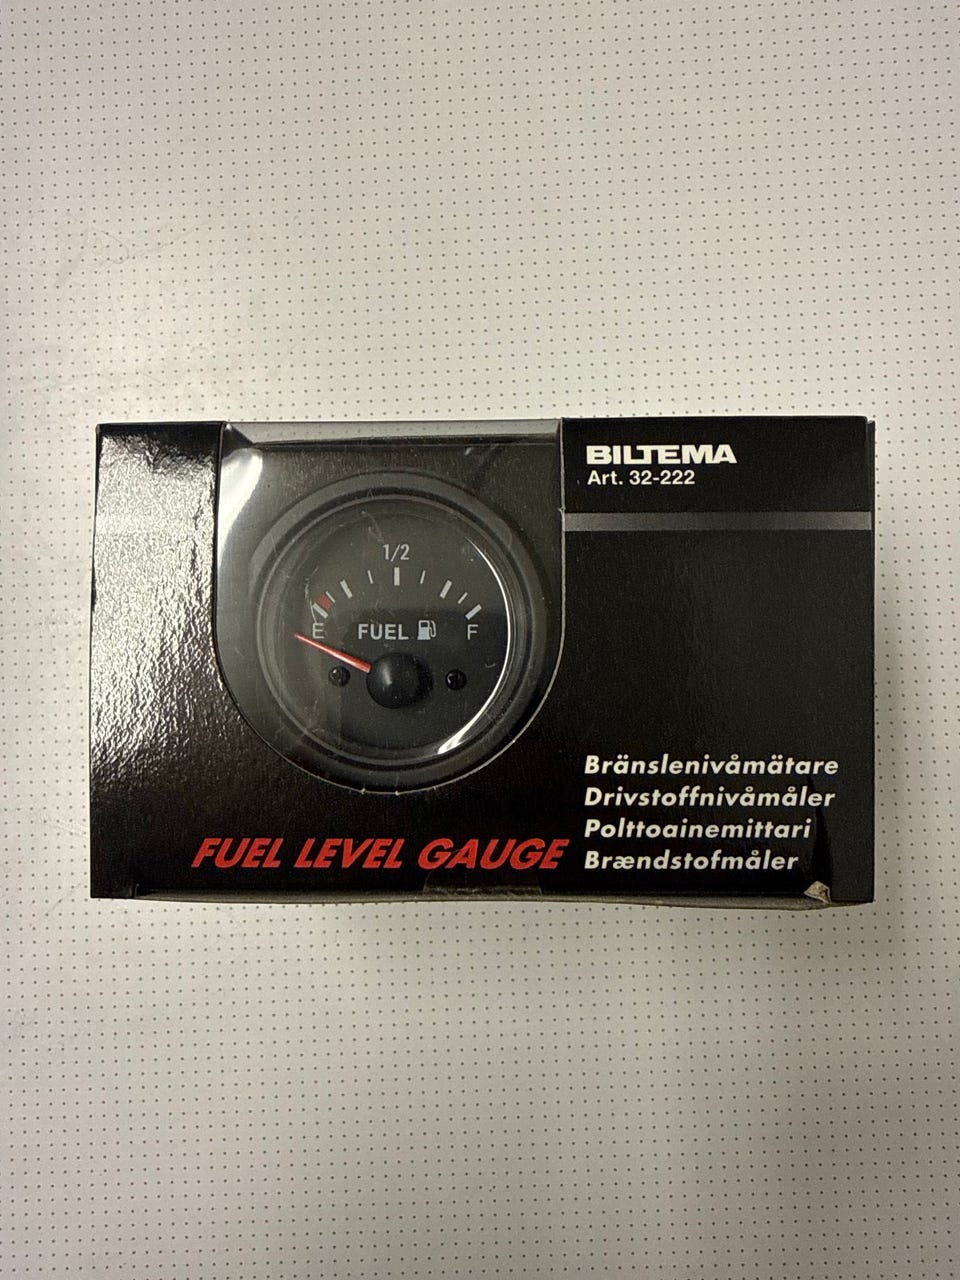 BILTEMA
Art. 32-222
1/2
E FUEL F
Bränslenivåmätare
Drivstoffnivåmåler
Polttoainemittari
Brændstofmåler
FUEL LEVEL GAUGE